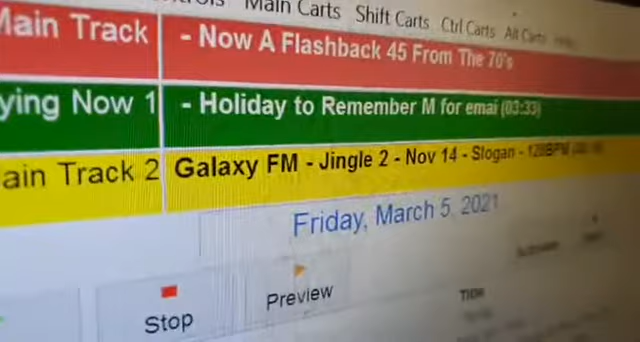 Main Carts Shift Carts Ctrl Carts Alt Carts
Main Track - Now A Flashback 45 From The 70's
ying Now 1 - Holiday to Remember M for emai (03:33)
ain Track 2 Galaxy FM - Jingle 2 - Nov 14 - Slogan - 128BPM
Friday, March 5, 2021
Stop
Preview
Title